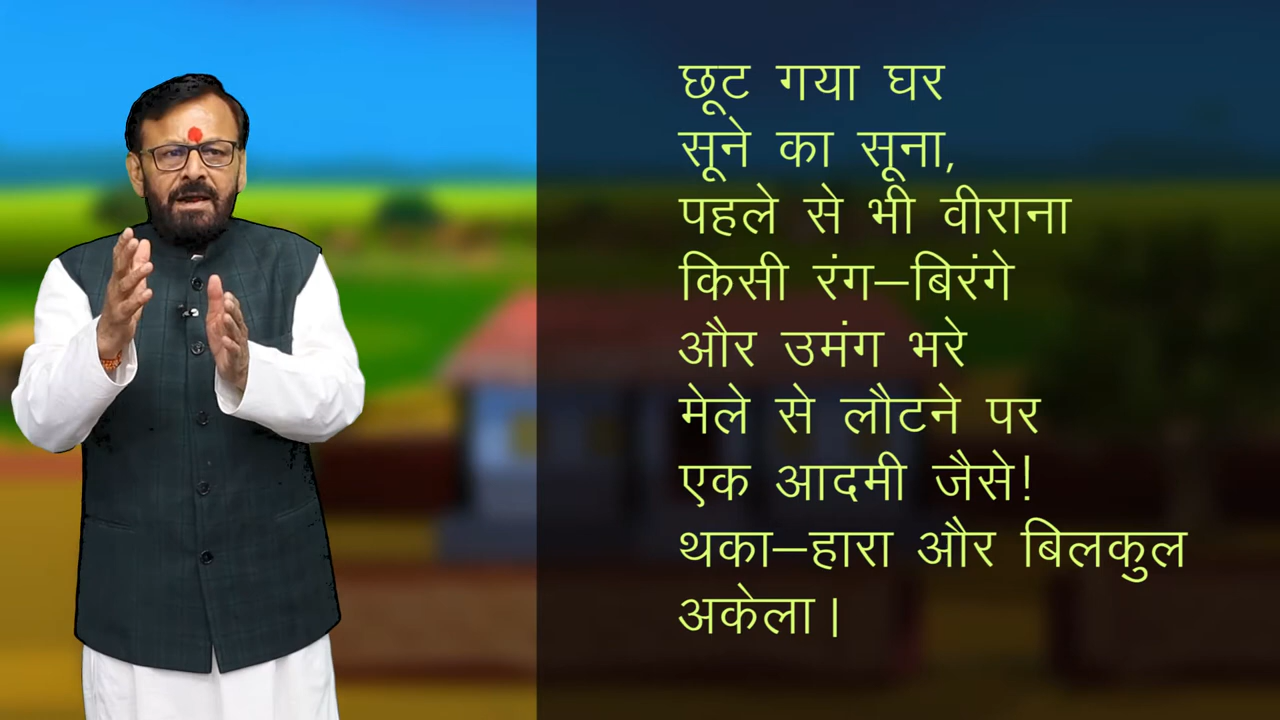 छूट गया घर
सूने का सूना,
पहले से भी वीराना
किसी रंग–बिरंगे
और उमंग भरे
मेले से लौटने पर
एक आदमी जैसे!
थका–हारा और बिलकुल
अकेला।